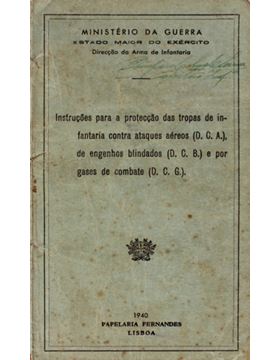 MINISTÉRIO DA GUERRA
ESTADO MAIOR DO EXÉRCITO
Direcção da Arma de Infantaria
Instruções para a protecção das tropas de in-
fantaria contra ataques aéreos (D. C. A.),
de engenhos blindados (D. C. B.) e por
gases de combate (D. C. G.).
1940
PAPELARIA FERNANDES
LISBOA